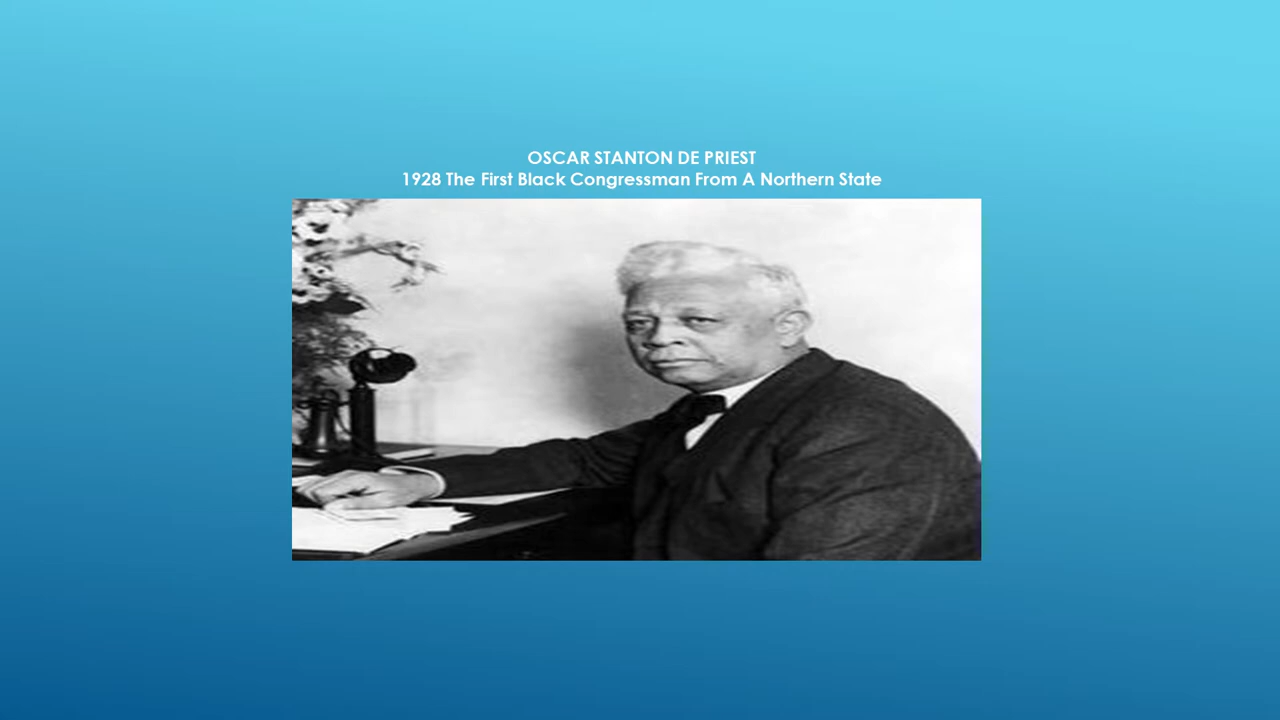 OSCAR STANTON DE PRIEST
1928 The First Black Congressman From A Northern State